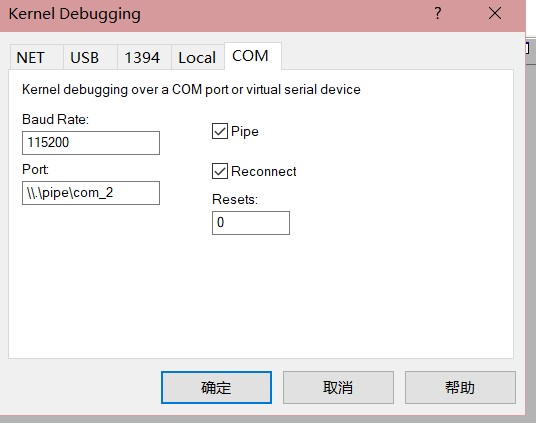 Kernel Debugging
NET USB 1394 Local COM
Kernel debugging over a COM port or virtual serial device
Baud Rate:
115200
Pipe
Port:
\\.\pipe\com_2
Reconnect
Resets:
0
确定 取消 帮助